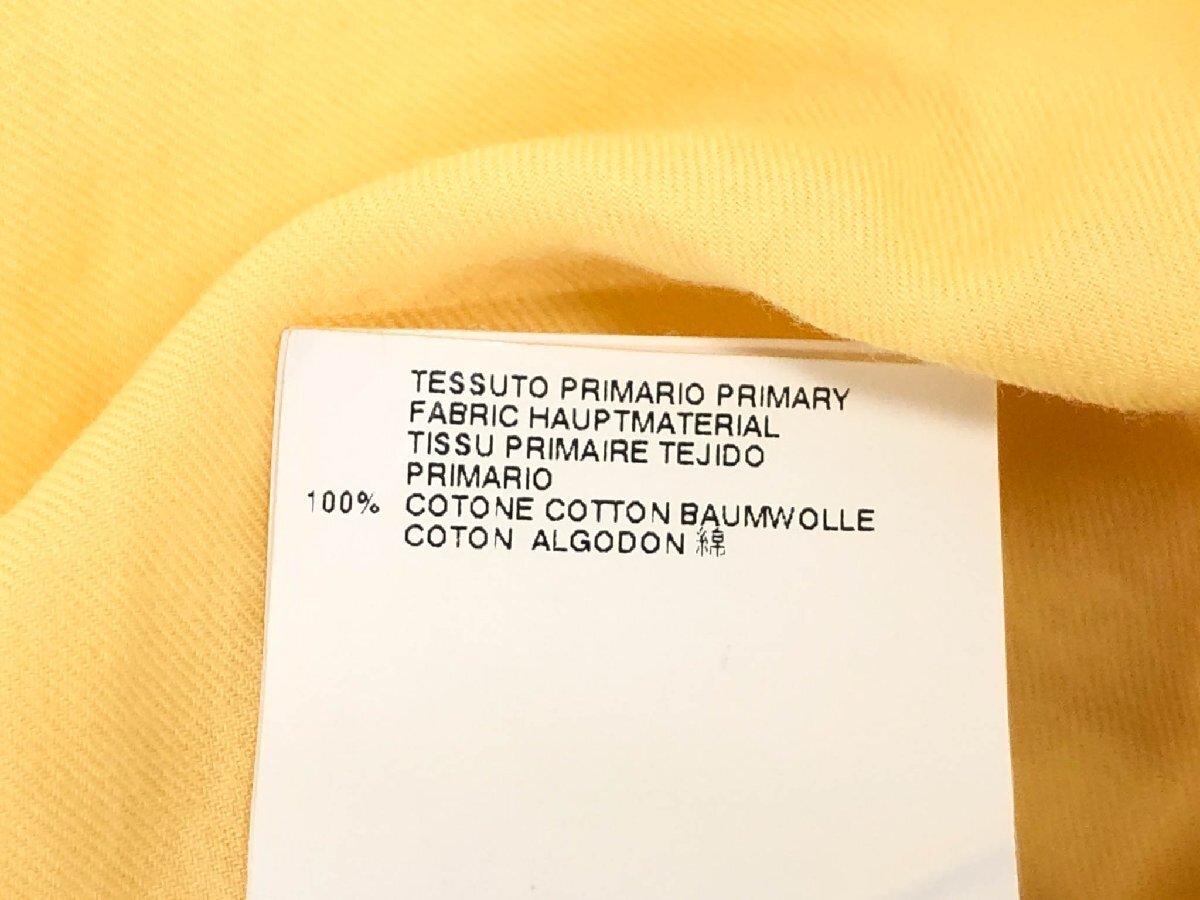 TESSUTO PRIMARIO PRIMARY
FABRIC HAUPTMATERIAL
TISSU PRIMAIRE TEJIDO
PRIMARIO
100% COTONE COTTON BAUMWOLLE
COTON ALGODON 綿